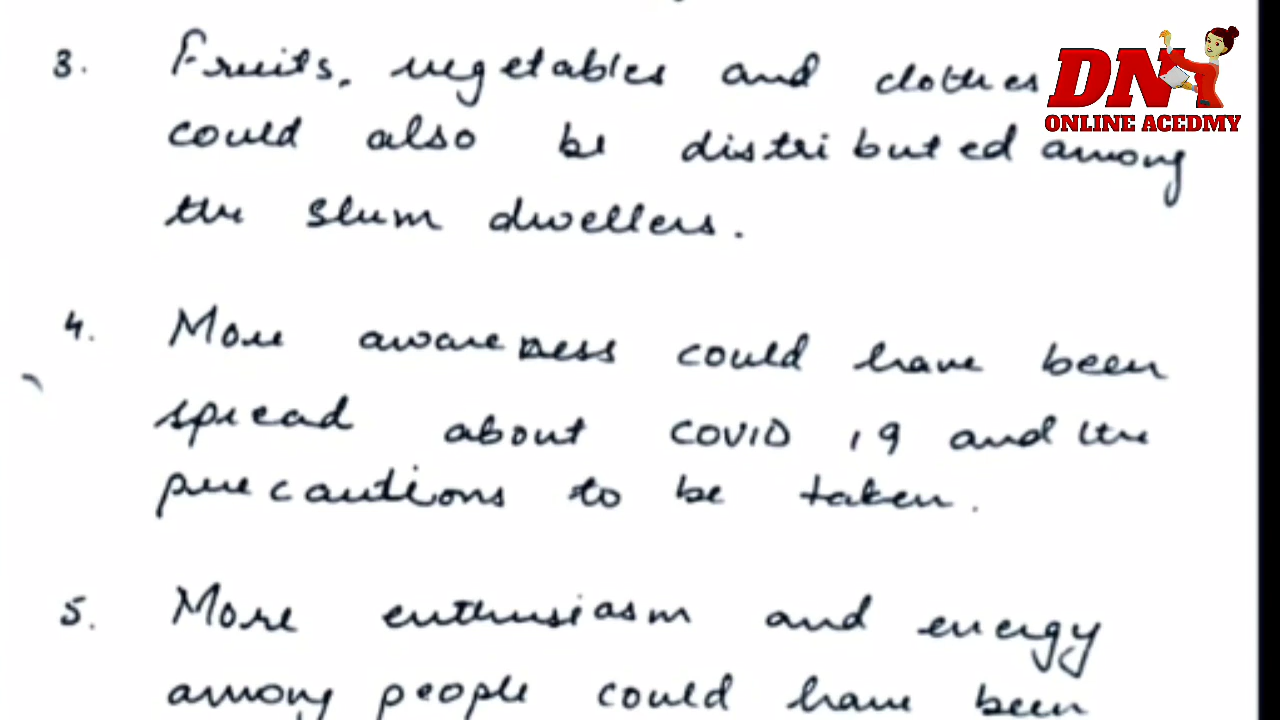 3. Fruits, vegetables and clothes
could also be distributed among
the slum dwellers.
4. More awareness could have been
spread about COVID 19 and the
precautions to be taken.
5. More enthusiasm and energy
among people could have been
DN
ONLINE ACEDMY